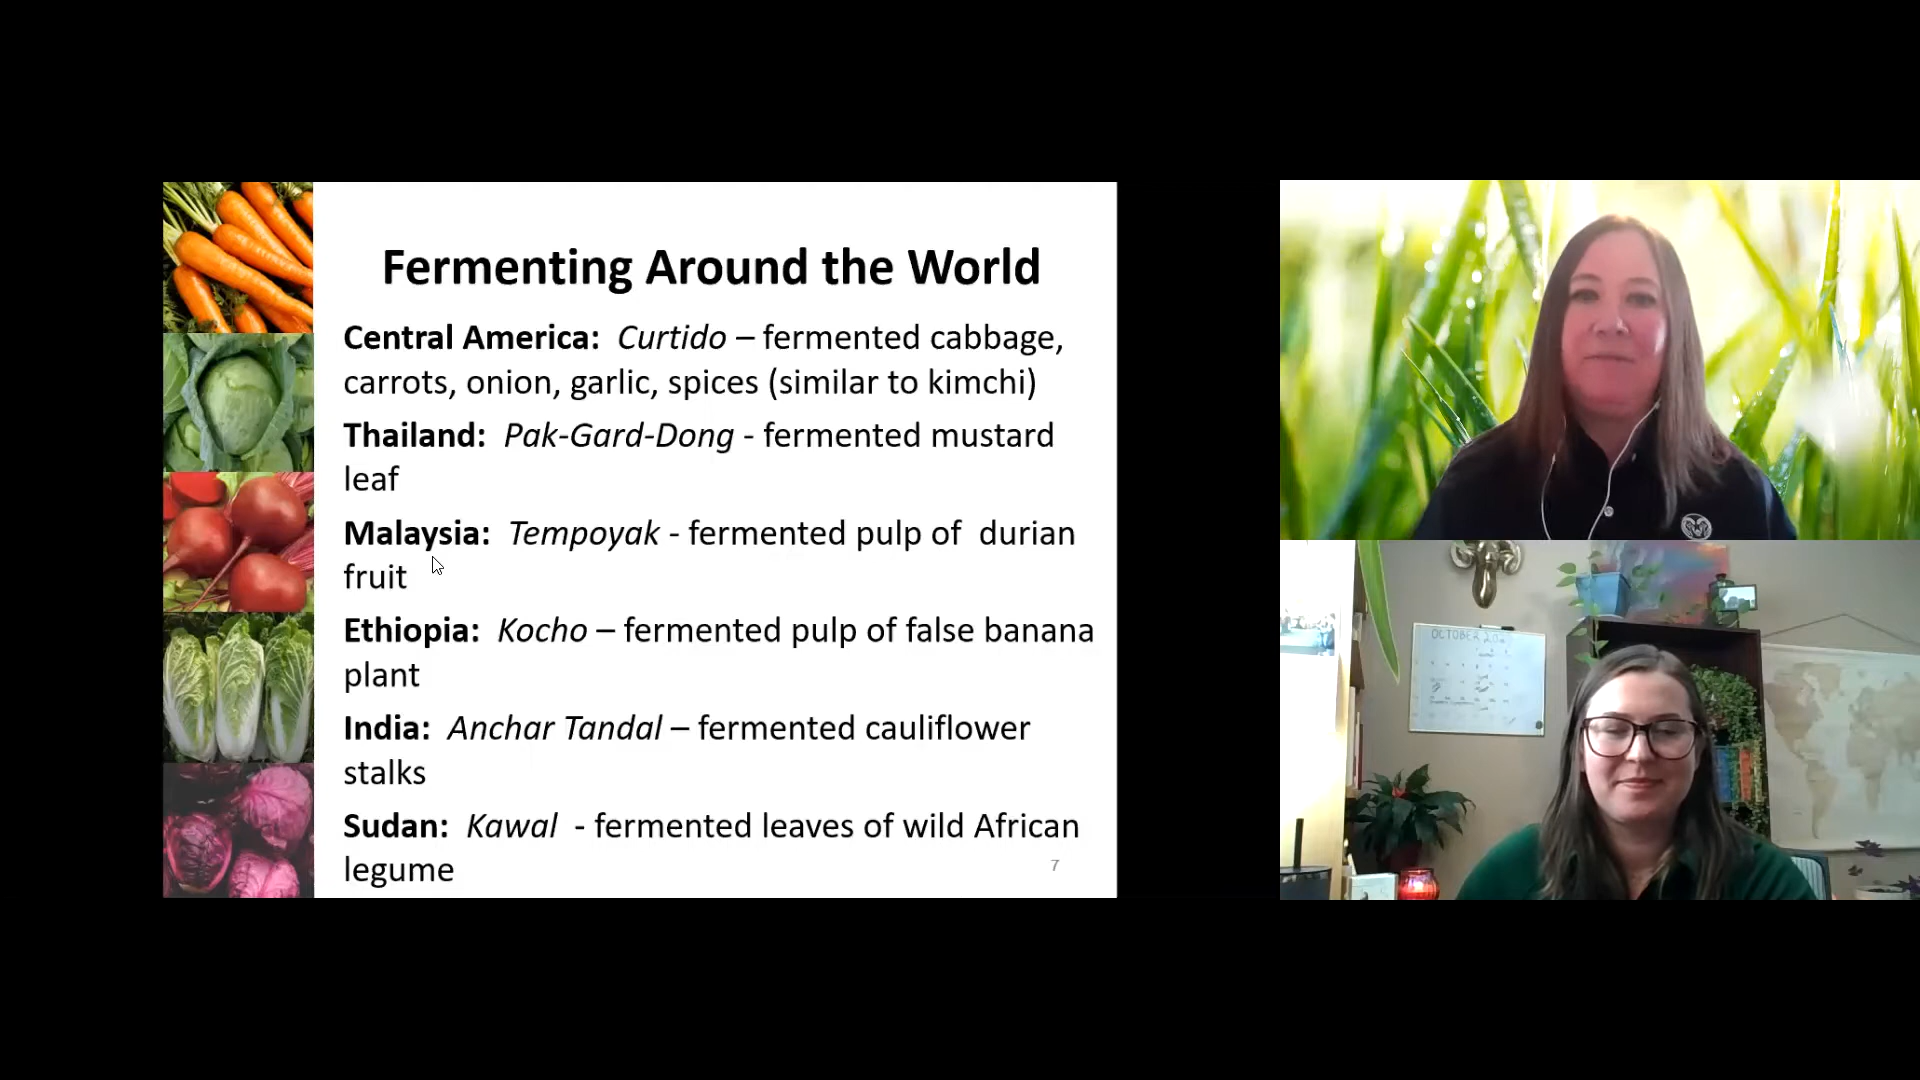 Fermenting Around the World
Central America: Curtido – fermented cabbage,
carrots, onion, garlic, spices (similar to kimchi)
Thailand: Pak-Gard-Dong - fermented mustard
leaf
Malaysia: Tempoyak - fermented pulp of durian
fruit
Ethiopia: Kocho – fermented pulp of false banana
plant
India: Anchar Tandal – fermented cauliflower
stalks
Sudan: Kawal - fermented leaves of wild African
legume
7
OCTOBER